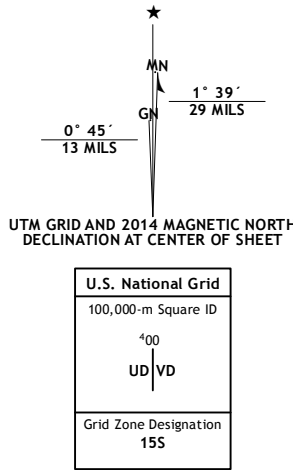 ★
MN
1° 39´
29 MILS
GN
0° 45´
13 MILS
UTM GRID AND 2014 MAGNETIC NORTH
DECLINATION AT CENTER OF SHEET
U.S. National Grid
100,000-m Square ID
⁴00
UD VD
Grid Zone Designation
15S